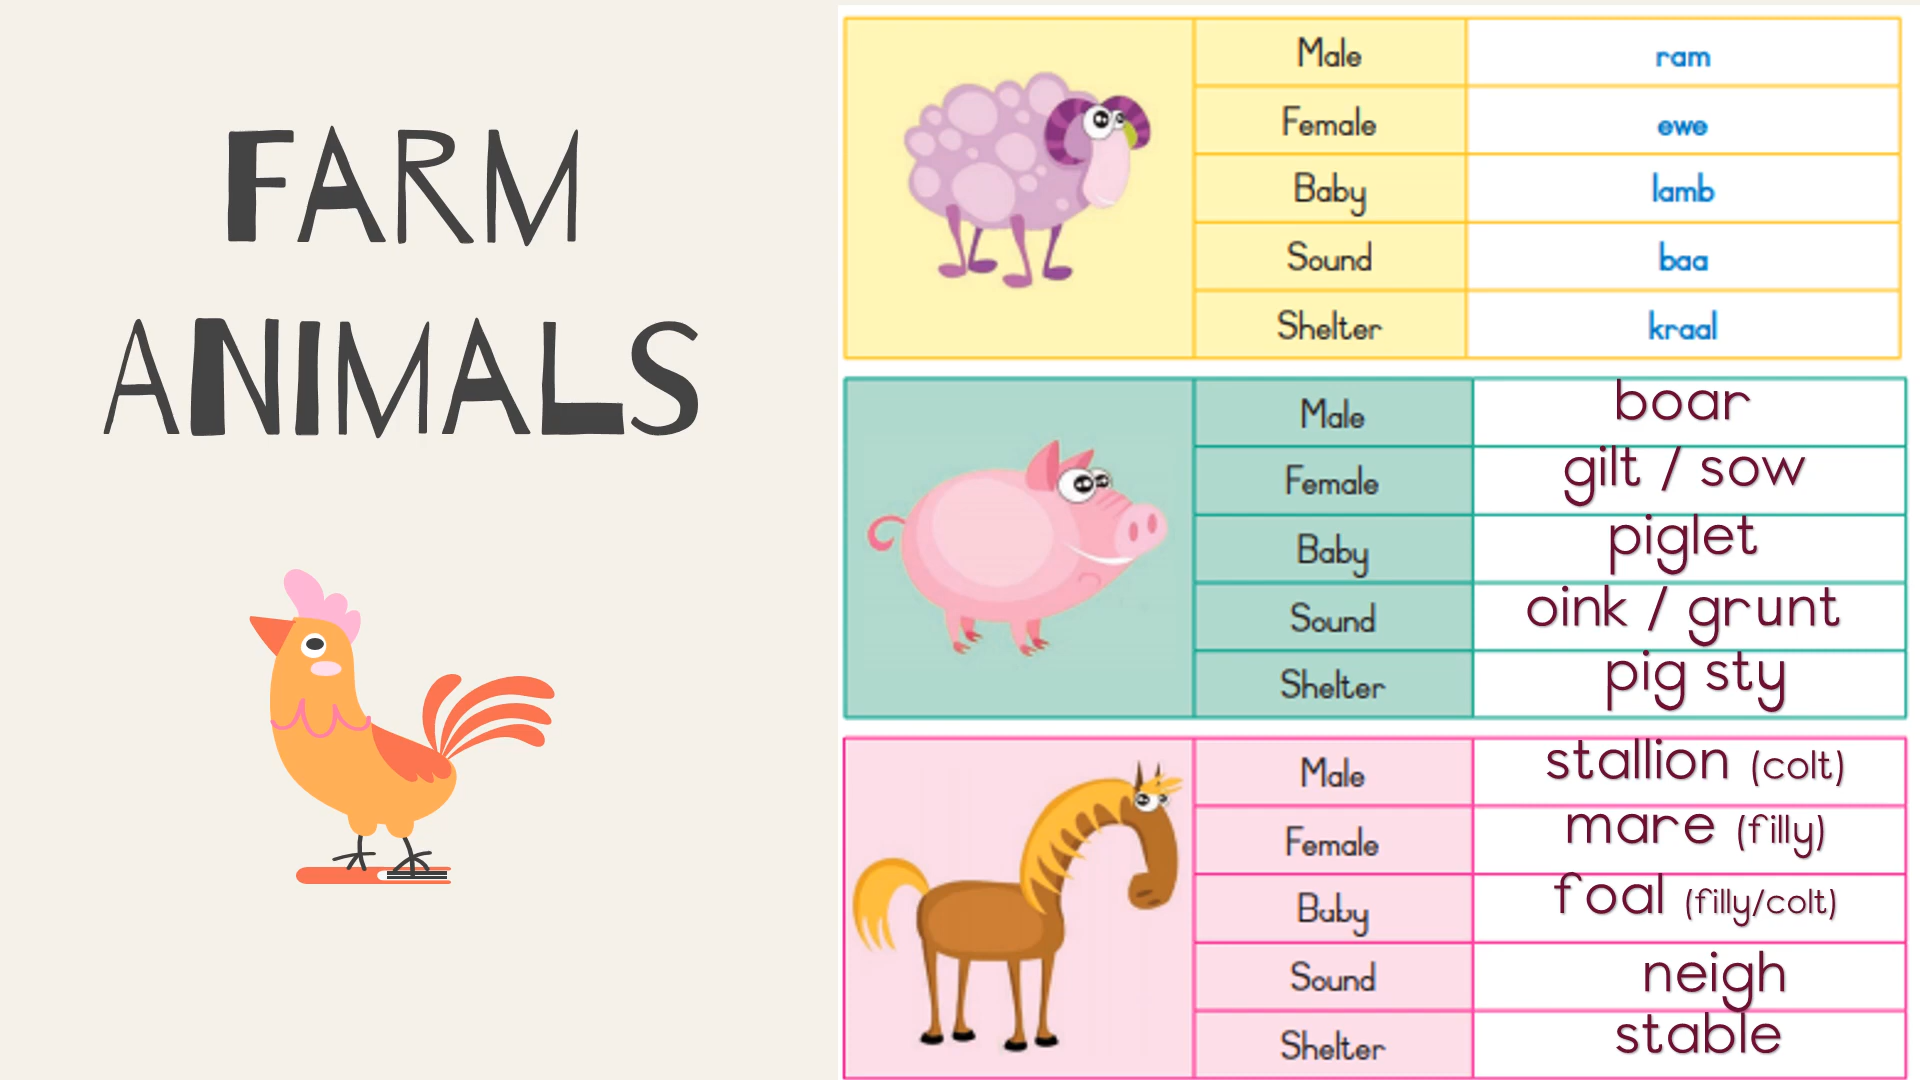 FARM
ANIMALS
Male ram
Female ewe
Baby lamb
Sound baa
Shelter kraal
Male boar
Female gilt / sow
Baby piglet
Sound oink / grunt
Shelter pig sty
Male stallion (colt)
Female mare (filly)
Baby foal (filly/colt)
Sound neigh
Shelter stable